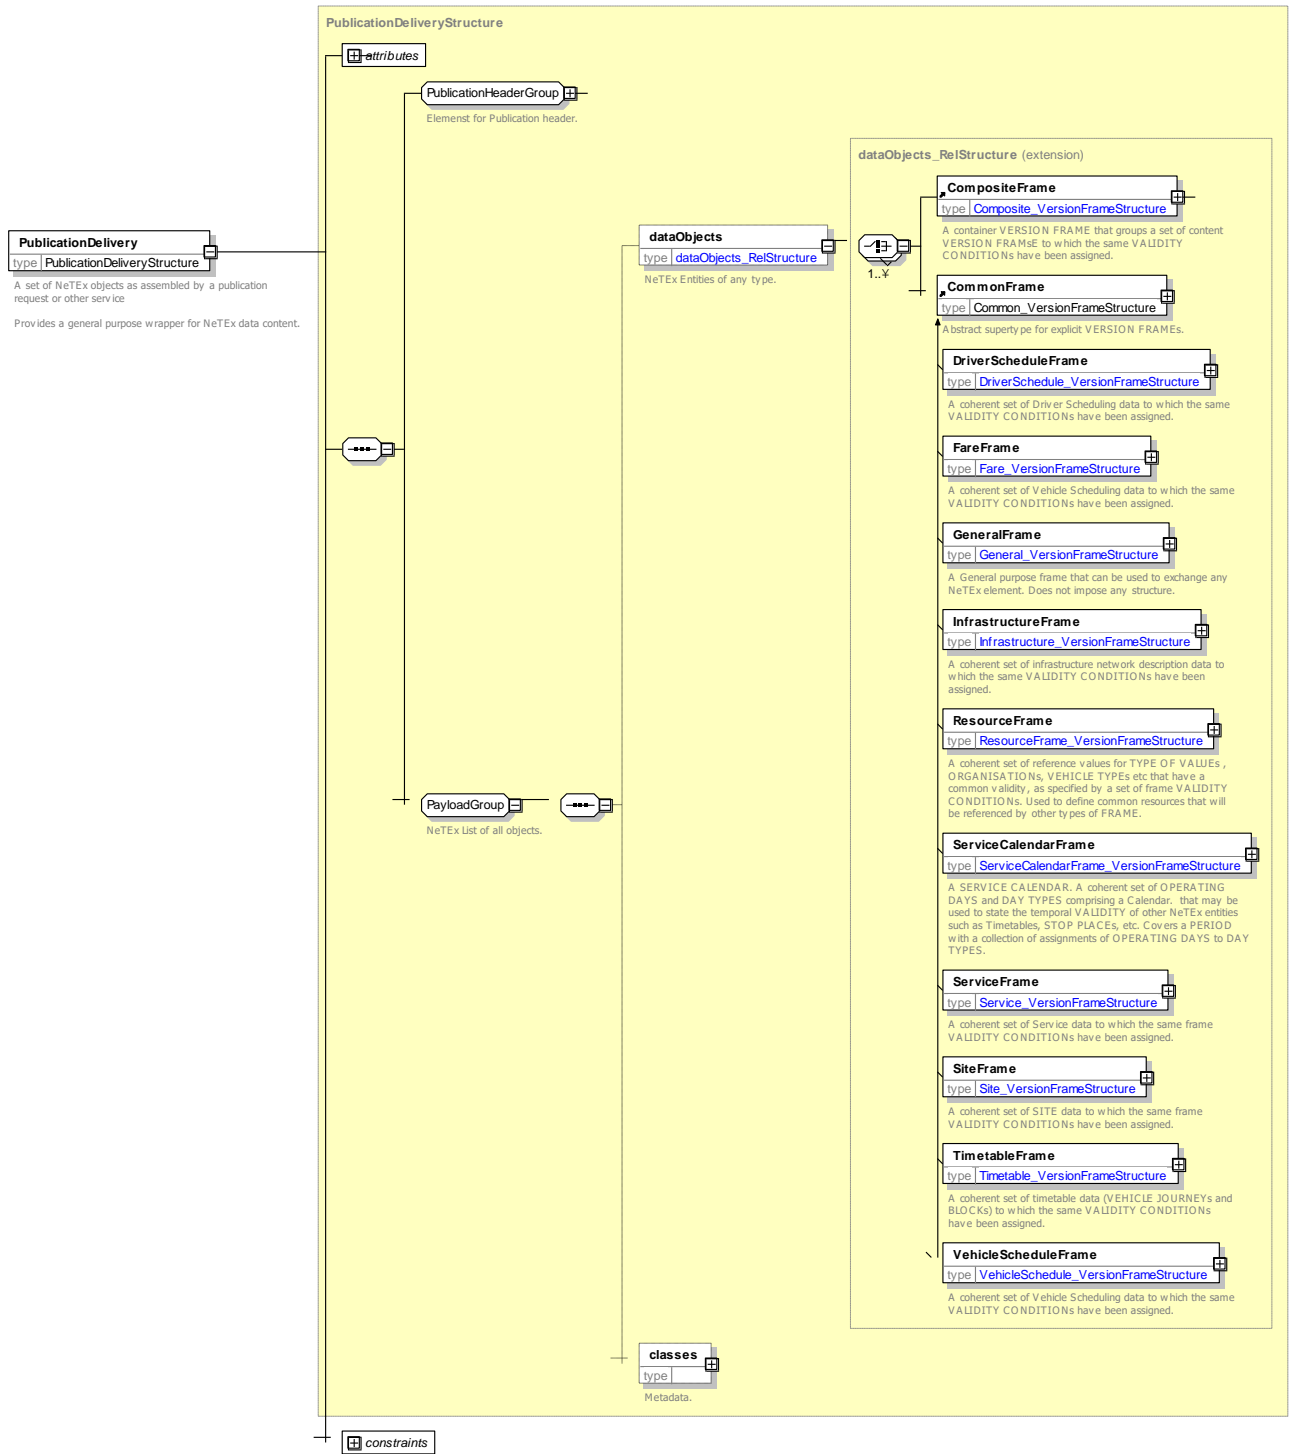 PublicationDeliveryStructure
attributes
PublicationHeaderGroup
Elemenst for Publication header.
dataObjects_RelStructure (extension)
CompositeFrame
type Composite_VersionFrameStructure
A container VERSION FRAME that groups a set of content
VERSION FRAMsE to which the same VALIDITY
CONDITIONs have been assigned.
PublicationDelivery
type PublicationDeliveryStructure
A set of NeTEx objects as assembled by a publication
request or other service
Provides a general purpose wrapper for NeTEx data content.
dataObjects
type dataObjects_RelStructure
NeTEx Entities of any type.
1..¥
CommonFrame
type Common_VersionFrameStructure
Abstract supertype for explicit VERSION FRAMEs.
DriverScheduleFrame
type DriverSchedule_VersionFrameStructure
A coherent set of Driver Scheduling data to which the same
VALIDITY CONDITIONs have been assigned.
FareFrame
type Fare_VersionFrameStructure
A coherent set of Vehicle Scheduling data to which the same
VALIDITY CONDITIONs have been assigned.
GeneralFrame
type General_VersionFrameStructure
A General purpose frame that can be used to exchange any
NeTEx element. Does not impose any structure.
InfrastructureFrame
type Infrastructure_VersionFrameStructure
A coherent set of infrastructure network description data to
which the same VALIDITY CONDITIONs have been
assigned.
ResourceFrame
type ResourceFrame_VersionFrameStructure
A coherent set of reference values for TYPE OF VALUEs ,
ORGANISATIONs, VEHICLE TYPEs etc that have a
common validity, as specified by a set of frame VALIDITY
CONDITIONs. Used to define common resources that will
be referenced by other types of FRAME.
PayloadGroup
NeTEx List of all objects.
ServiceCalendarFrame
type ServiceCalendarFrame_VersionFrameStructure
A SERVICE CALENDAR. A coherent set of OPERATING
DAYS and DAY TYPES comprising a Calendar.  that may be
used to state the temporal VALIDITY of other NeTEx entities
such as Timetables, STOP PLACEs, etc. Covers a PERIOD
with a collection of assignments of OPERATING DAYS to DAY
TYPES.
ServiceFrame
type Service_VersionFrameStructure
A coherent set of Service data to which the same frame
VALIDITY CONDITIONs have been assigned.
SiteFrame
type Site_VersionFrameStructure
A coherent set of SITE data to which the same frame
VALIDITY CONDITIONs have been assigned.
TimetableFrame
type Timetable_VersionFrameStructure
A coherent set of timetable data (VEHICLE JOURNEYs and
BLOCKs) to which the same VALIDITY CONDITIONs
have been assigned.
VehicleScheduleFrame
type VehicleSchedule_VersionFrameStructure
A coherent set of Vehicle Scheduling data to which the same
VALIDITY CONDITIONs have been assigned.
classes
type
Metadata.
constraints